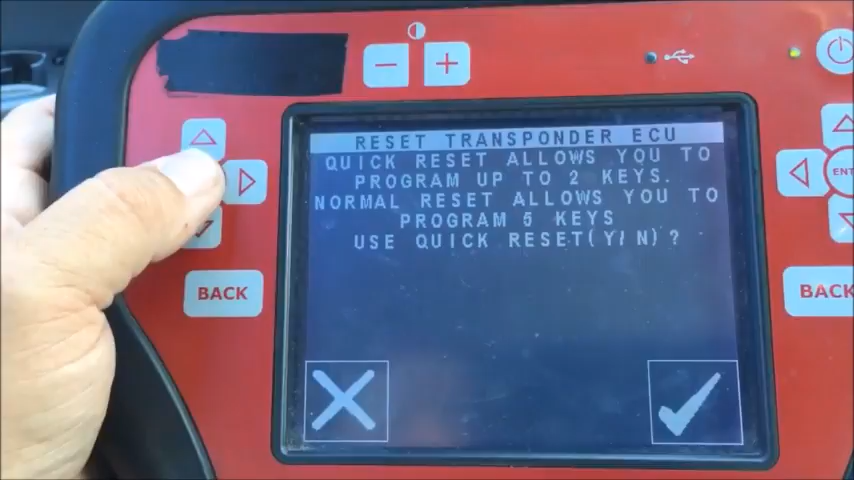 RESET TRANSPONDER ECU
QUICK RESET ALLOWS YOU TO
PROGRAM UP TO 2 KEYS.
NORMAL RESET ALLOWS YOU TO
PROGRAM 5 KEYS
USE QUICK RESET(Y/N)?
BACK
BACK
ENT